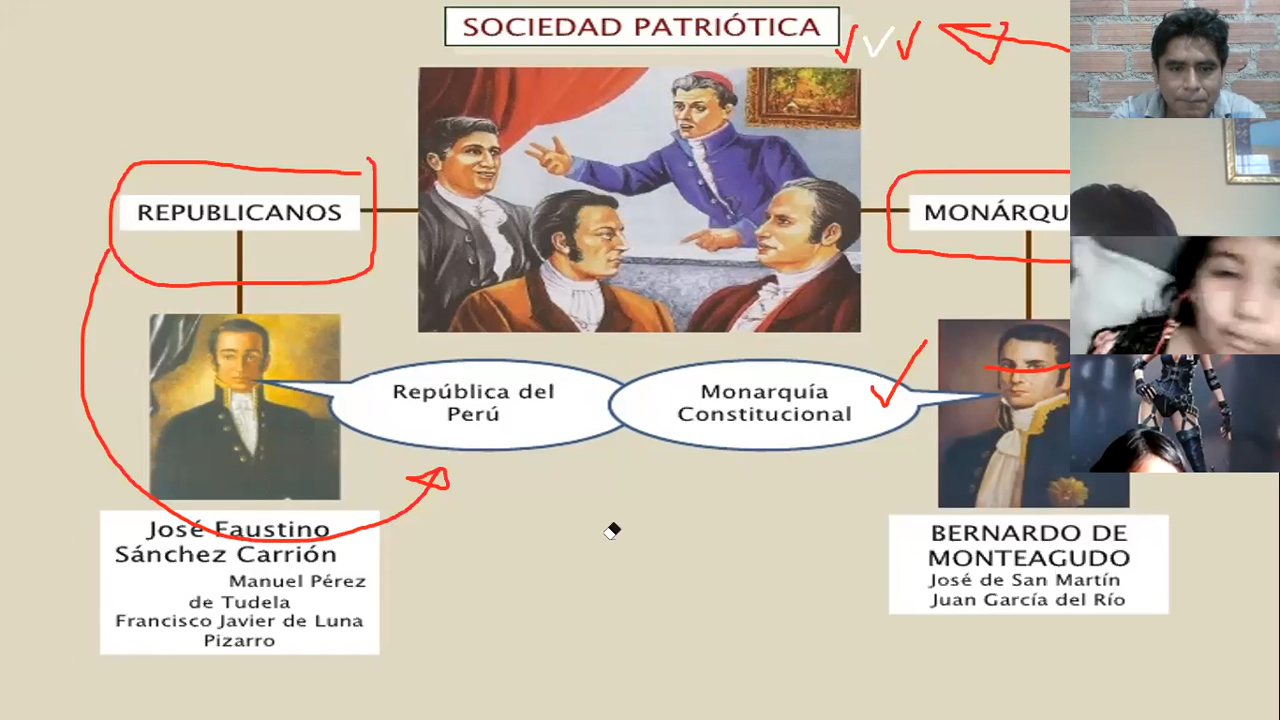 SOCIEDAD PATRIÓTICA
REPUBLICANOS
MONÁRQU
República del
Perú
Monarquía
Constitucional
José Faustino
Sánchez Carrión
Manuel Pérez
de Tudela
Francisco Javier de Luna
Pizarro
BERNARDO DE
MONTEAGUDO
José de San Martín
Juan García del Río